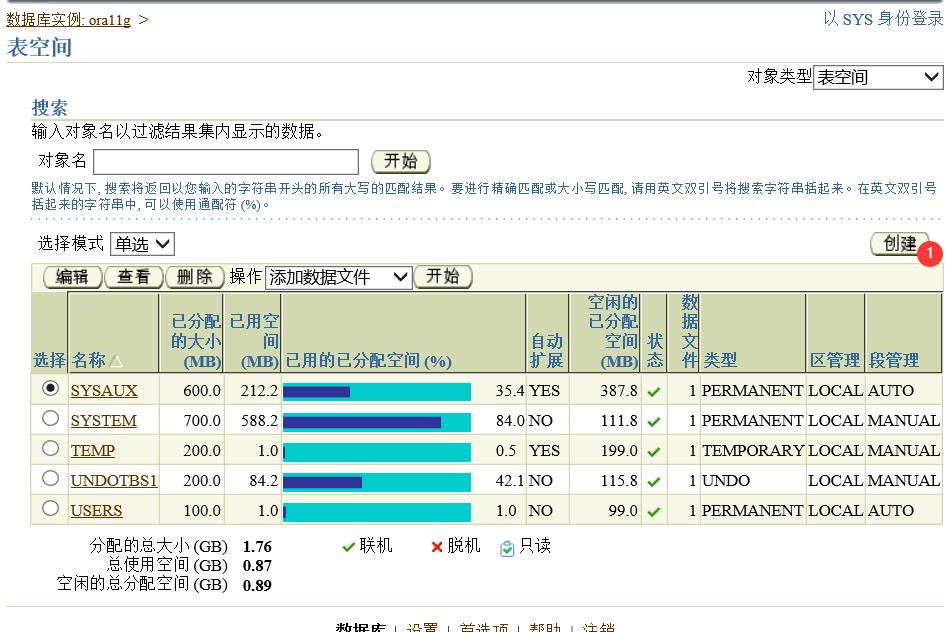 数据库实例: ora11g >
以 SYS 身份登录
表空间
对象类型 表空间
搜索
输入对象名以过滤结果集内显示的数据。
对象名 开始
默认情况下, 搜索将返回以您输入的字符串开头的所有大写的匹配结果。要进行精确匹配或大小写匹配, 请用英文双引号将搜索字符串括起来。在英文双引号
括起来的字符串中, 可以使用通配符 (%)。
选择模式 单选 创建 1
编辑 查看 删除 操作 添加数据文件 开始
选择 名称 已分配的大小 (MB) 已用空间 (MB) 已用的已分配空间 (%) 自动扩展 空闲的已分配空间 (MB) 状态 数据文件 类型 区管理 段管理
SYSAUX 600.0 212.2 35.4 YES 387.8 1 PERMANENT LOCAL AUTO
SYSTEM 700.0 588.2 84.0 NO 111.8 1 PERMANENT LOCAL MANUAL
TEMP 200.0 1.0 0.5 YES 199.0 1 TEMPORARY LOCAL MANUAL
UNDOTBS1 200.0 84.2 42.1 NO 115.8 1 UNDO LOCAL MANUAL
USERS 100.0 1.0 1.0 NO 99.0 1 PERMANENT LOCAL AUTO
分配的总大小 (GB) 1.76 联机 脱机 只读
总使用空间 (GB) 0.87
空闲的总分配空间 (GB) 0.89
数据库 | 设置 | 首选项 | 帮助 | 注销